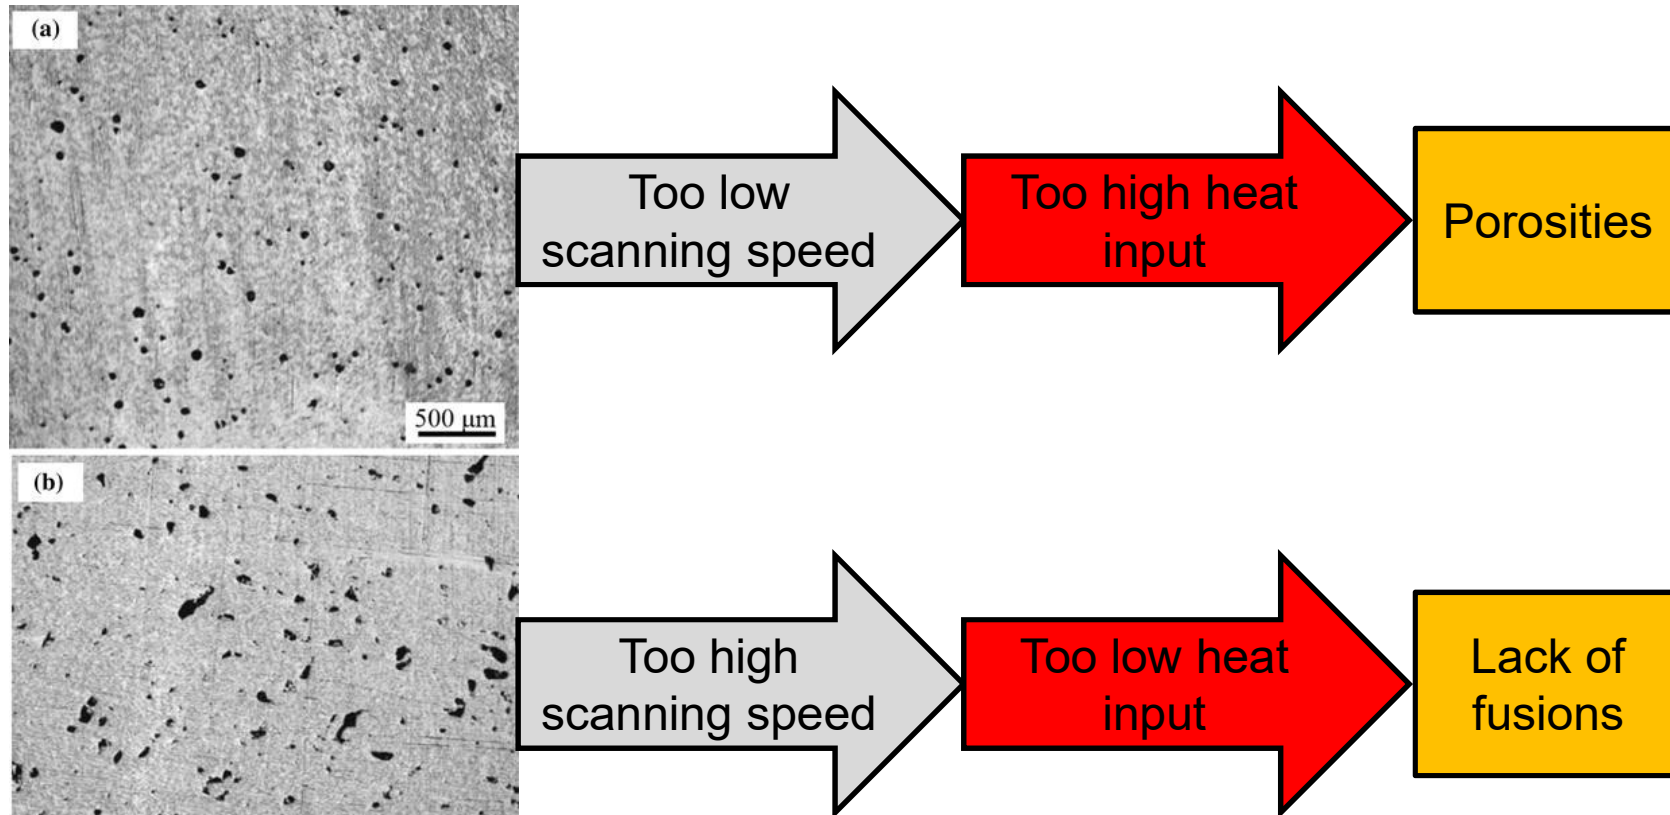 (a)
Too low
scanning speed
Too high heat
input
Porosities
500 μm
(b)
Too high
scanning speed
Too low heat
input
Lack of
fusions